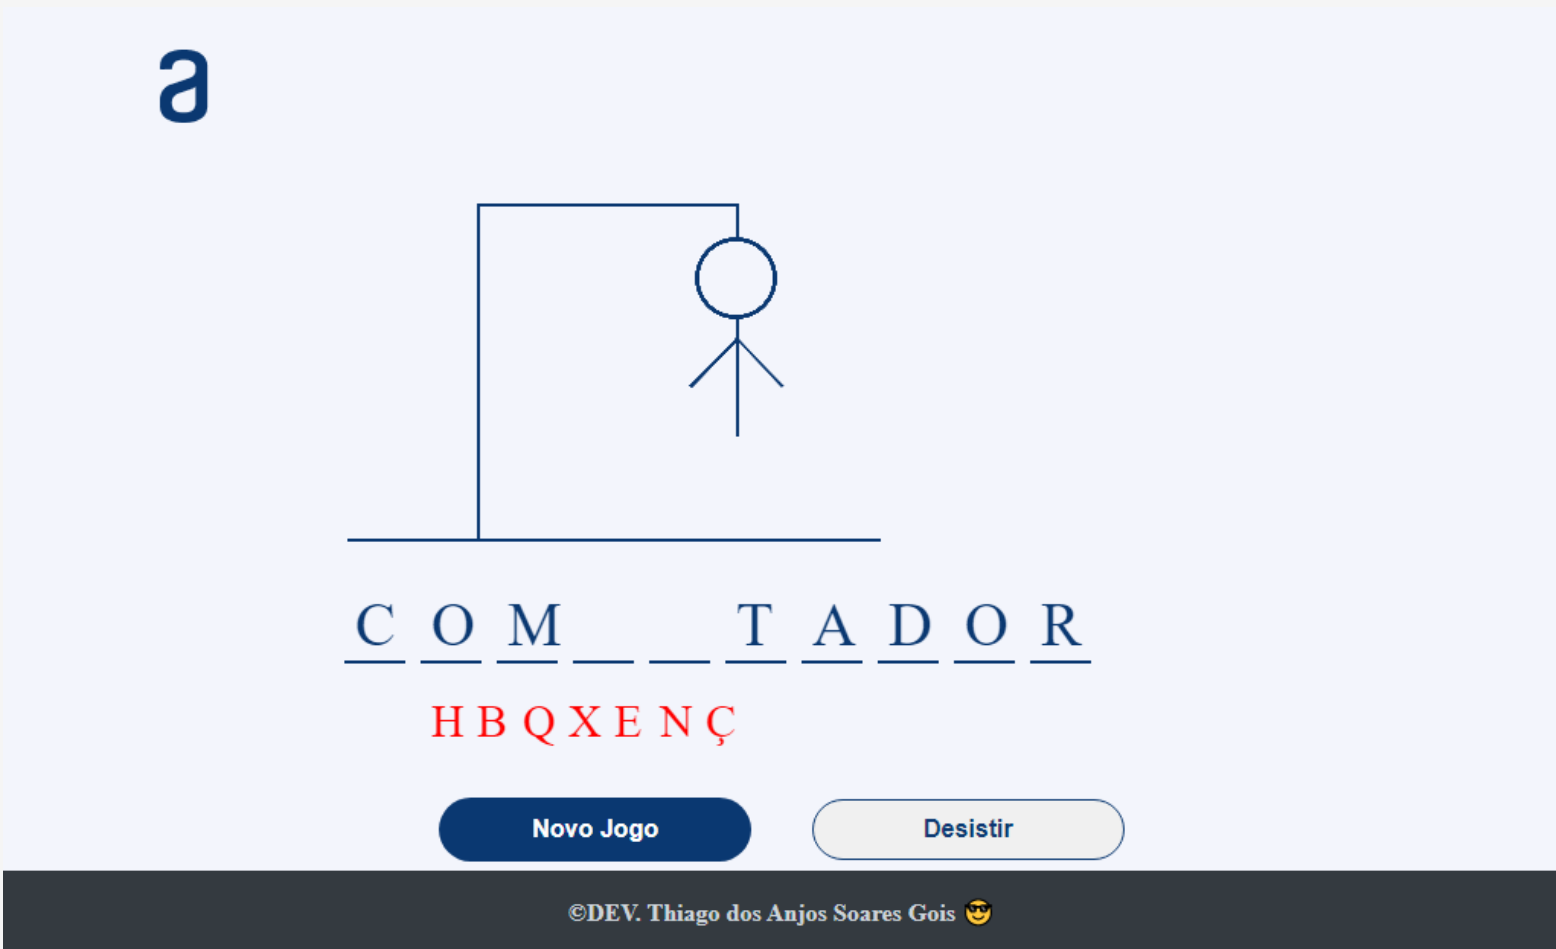 a
C O M _ _ T A D O R
H B Q X E N Ç
Novo Jogo Desistir
©DEV. Thiago dos Anjos Soares Gois 😎